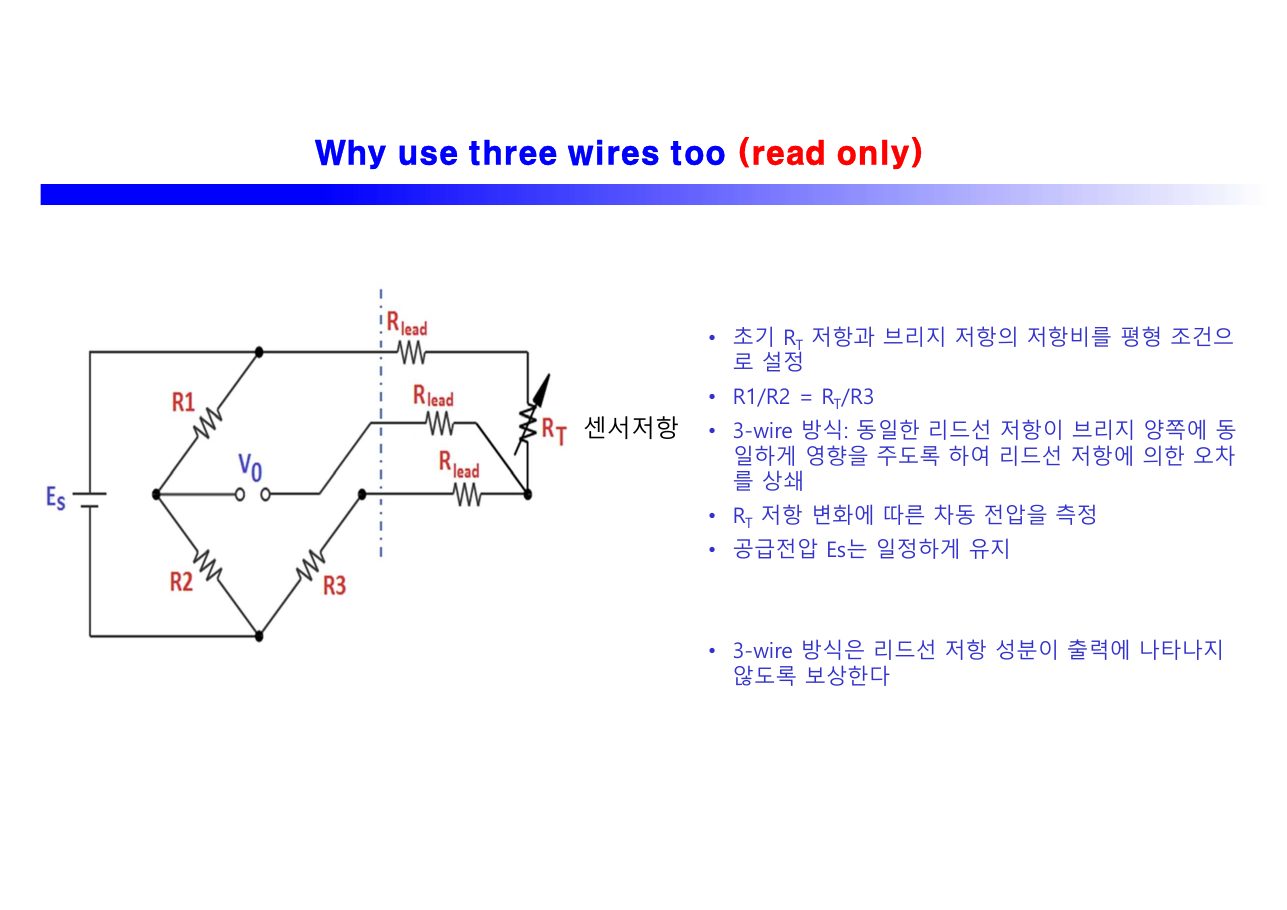 Why use three wires too (read only)
Rlead
R1
Rlead
RT 센서저항
V0
Rlead
Es
R2
R3
• 초기 RT 저항과 브리지 저항의 저항비를 평형 조건으
로 설정
• R1/R2 = RT/R3
• 3-wire 방식: 동일한 리드선 저항이 브리지 양쪽에 동
일하게 영향을 주도록 하여 리드선 저항에 의한 오차
를 상쇄
• RT 저항 변화에 따른 차동 전압을 측정
• 공급전압 Es는 일정하게 유지
• 3-wire 방식은 리드선 저항 성분이 출력에 나타나지
않도록 보상한다